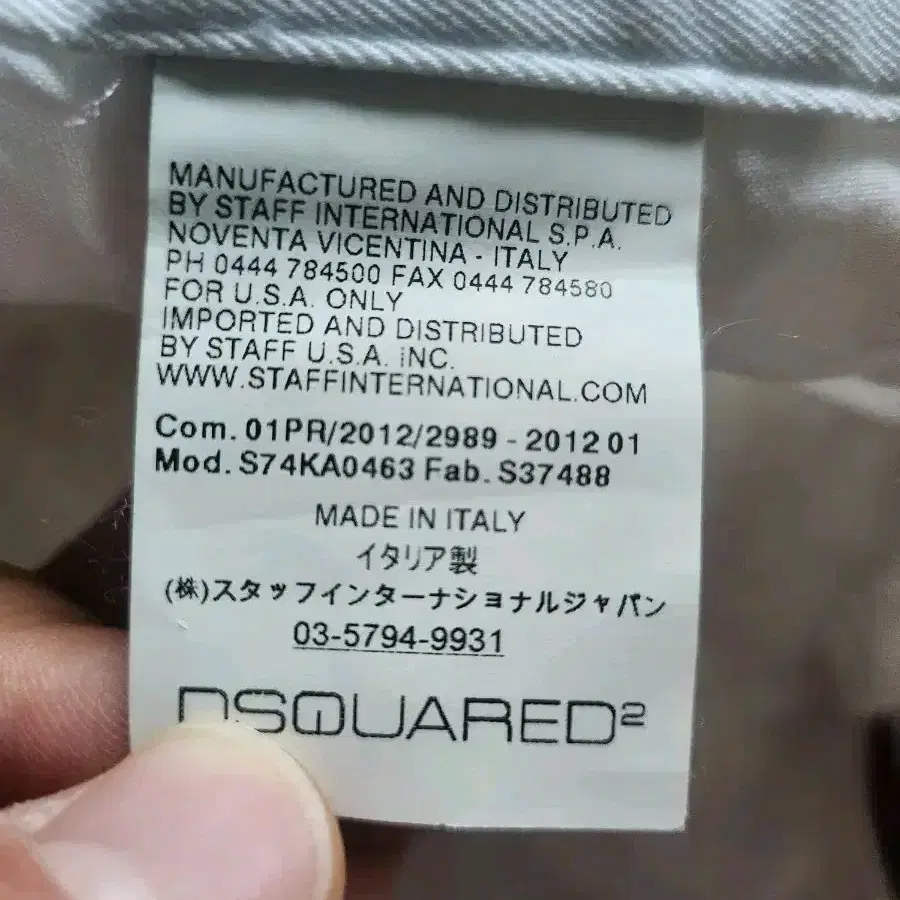 MANUFACTURED AND DISTRIBUTED
BY STAFF INTERNATIONAL S.P.A.
NOVENTA VICENTINA - ITALY
PH 0444 784500 FAX 0444 784580
FOR U.S.A. ONLY
IMPORTED AND DISTRIBUTED
BY STAFF U.S.A. INC.
WWW.STAFFINTERNATIONAL.COM
Com. 01PR/2012/2989 - 2012 01
Mod. S74KA0463 Fab. S37488
MADE IN ITALY
イタリア製
(株)スタッフインターナショナルジャパン
03-5794-9931
DSQUARED²